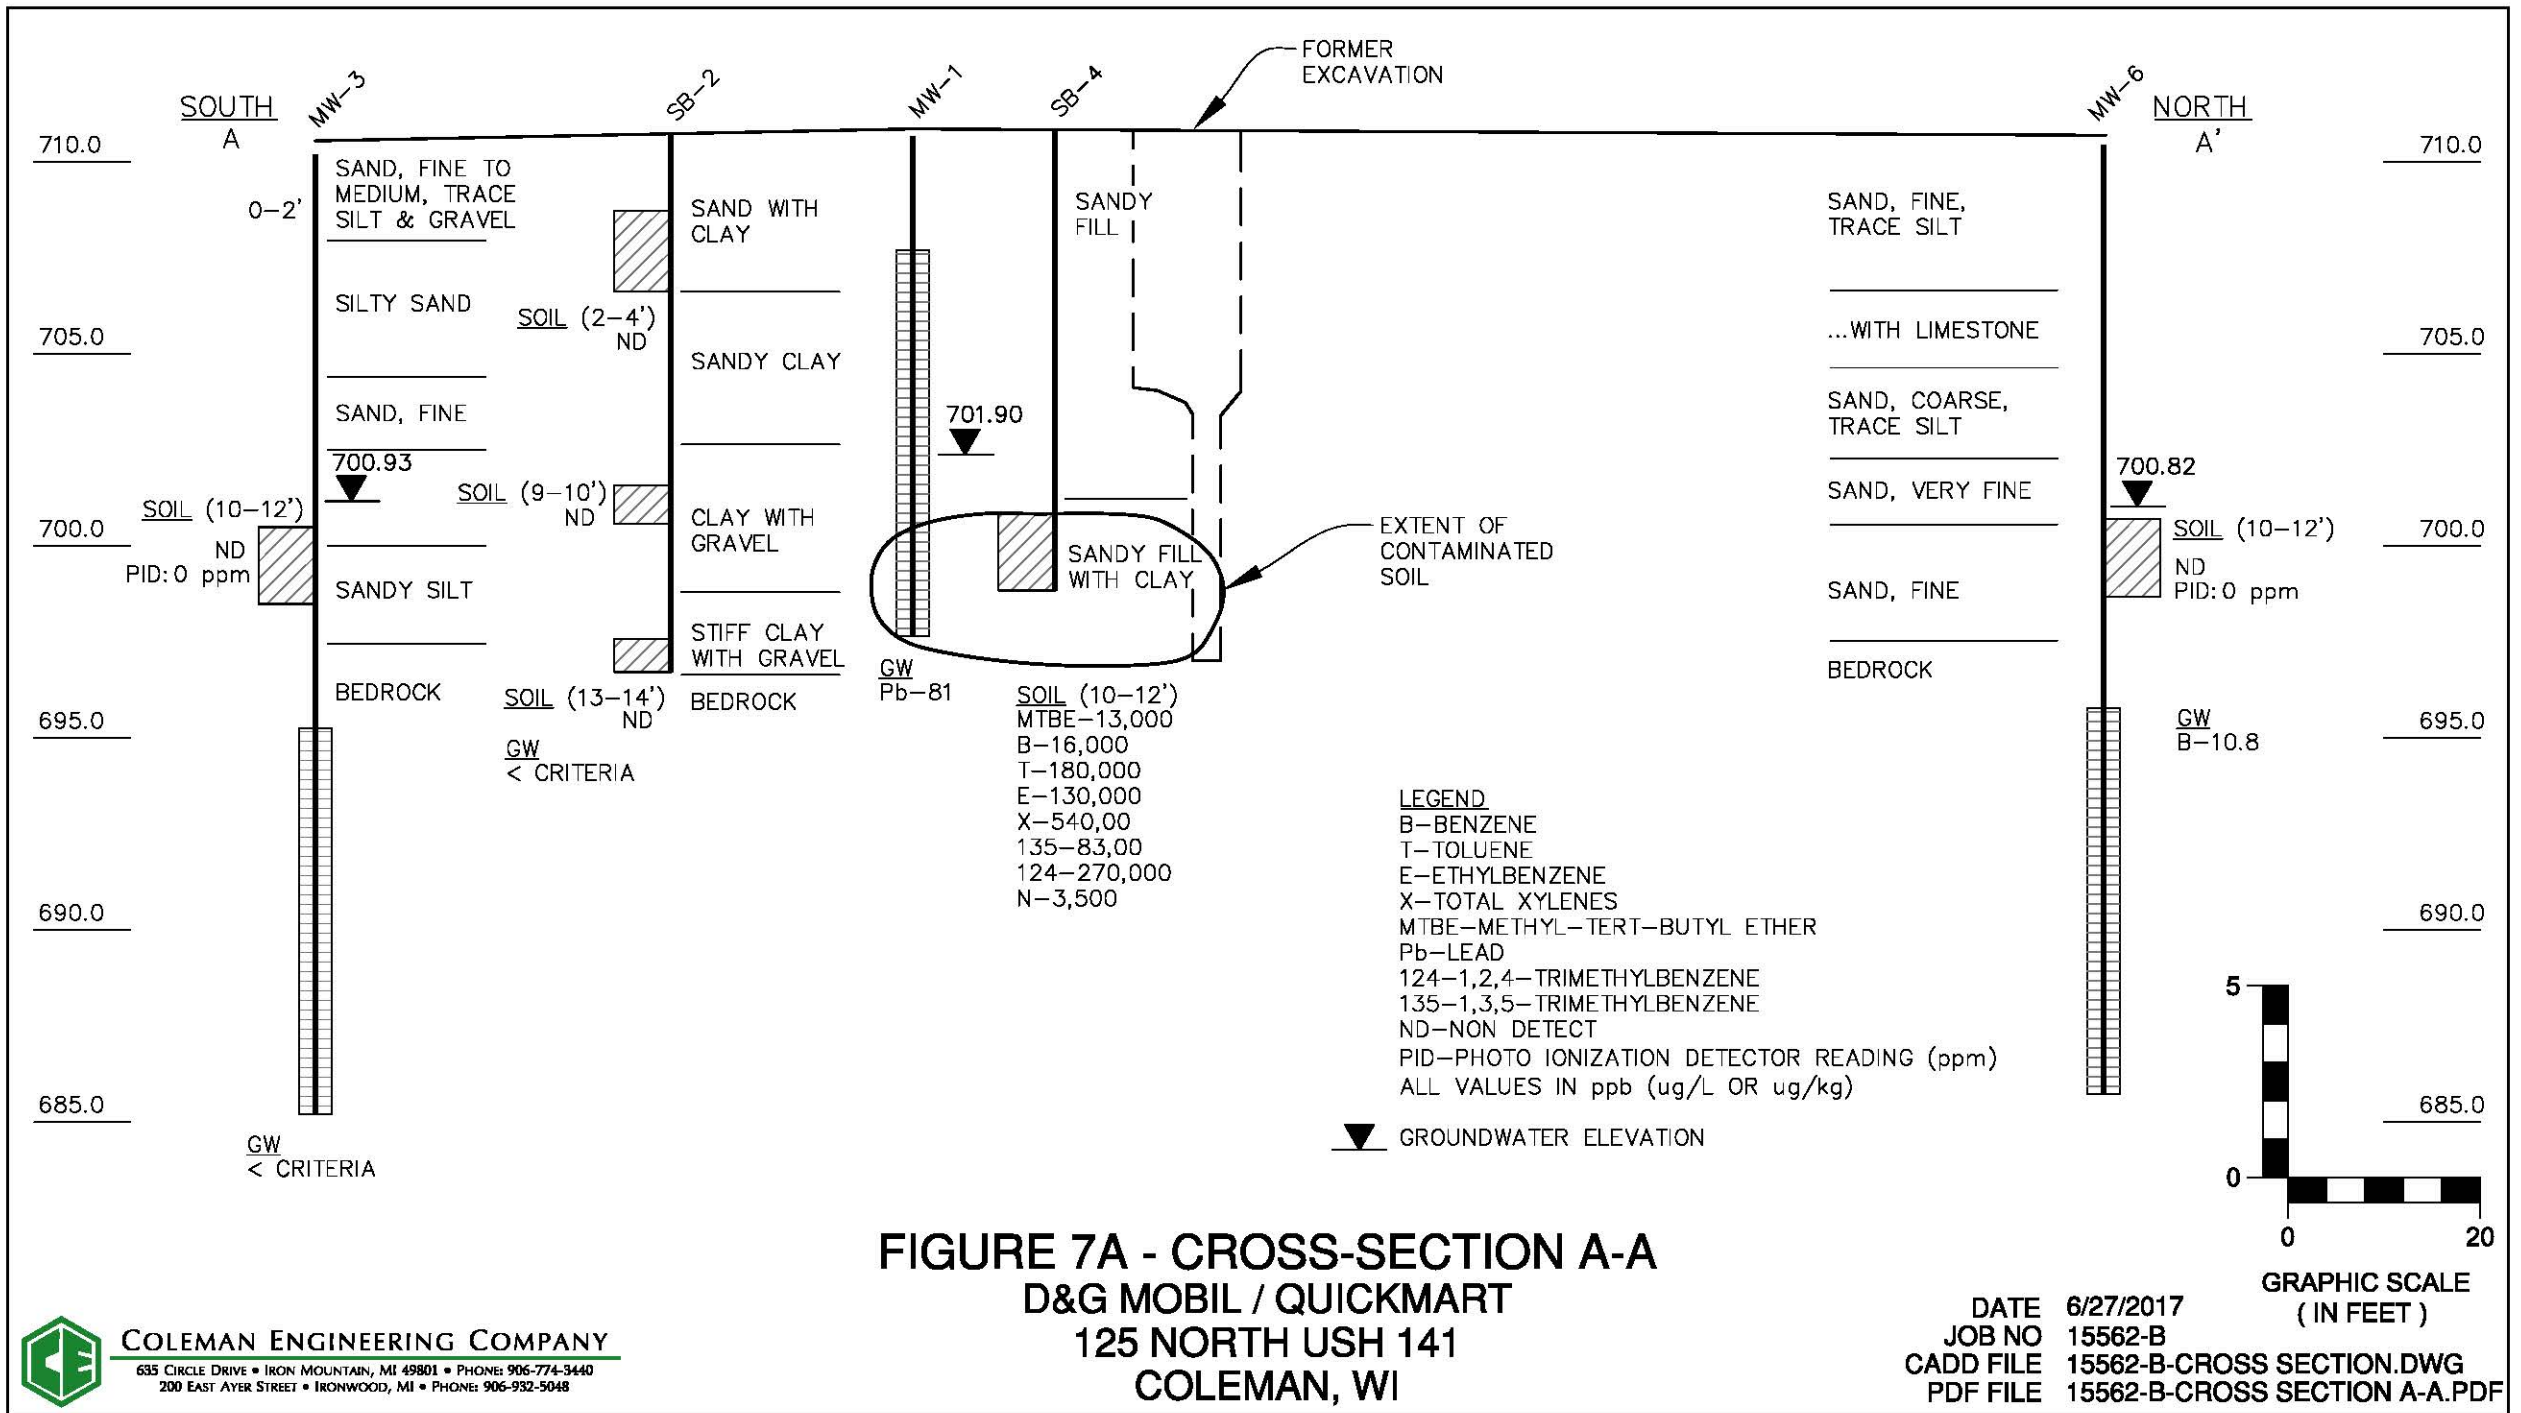 FORMER
EXCAVATION
MW-3
SB-2
MW-1
SB-4
MW-6
SOUTH
A
NORTH
A'
710.0
710.0
SAND, FINE TO
MEDIUM, TRACE
SILT & GRAVEL
0-2'
SAND WITH
CLAY
SANDY
FILL
SAND, FINE,
TRACE SILT
SILTY SAND
SOIL (2-4')
ND
...WITH LIMESTONE
705.0
705.0
SANDY CLAY
SAND, FINE
701.90
SAND, COARSE,
TRACE SILT
700.93
700.82
SOIL (10-12')
ND
PID: 0 ppm
SOIL (9-10')
ND
CLAY WITH
GRAVEL
SAND, VERY FINE
EXTENT OF
CONTAMINATED
SOIL
SOIL (10-12')
ND
PID: 0 ppm
700.0
700.0
SANDY FILL
WITH CLAY
SANDY SILT
SAND, FINE
STIFF CLAY
WITH GRAVEL
BEDROCK
SOIL (13-14')
ND
BEDROCK
GW
Pb-81
BEDROCK
695.0
695.0
GW
< CRITERIA
SOIL (10-12')
MTBE-13,000
B-16,000
T-180,000
E-130,000
X-540,00
135-83,00
124-270,000
N-3,500
GW
B-10.8
LEGEND
B-BENZENE
T-TOLUENE
E-ETHYLBENZENE
X-TOTAL XYLENES
MTBE-METHYL-TERT-BUTYL ETHER
Pb-LEAD
124-1,2,4-TRIMETHYLBENZENE
135-1,3,5-TRIMETHYLBENZENE
ND-NON DETECT
PID-PHOTO IONIZATION DETECTOR READING (ppm)
ALL VALUES IN ppb (ug/L OR ug/kg)
GROUNDWATER ELEVATION
690.0
690.0
685.0
685.0
GW
< CRITERIA
5
0
0 20
GRAPHIC SCALE
( IN FEET )
FIGURE 7A - CROSS-SECTION A-A
D&G MOBIL / QUICKMART
125 NORTH USH 141
COLEMAN, WI
CE
COLEMAN ENGINEERING COMPANY
635 CIRCLE DRIVE • IRON MOUNTAIN, MI 49801 • PHONE: 906-774-3440
200 EAST AYER STREET • IRONWOOD, MI • PHONE: 906-932-5048
DATE 6/27/2017
JOB NO 15562-B
CADD FILE 15562-B-CROSS SECTION.DWG
PDF FILE 15562-B-CROSS SECTION A-A.PDF